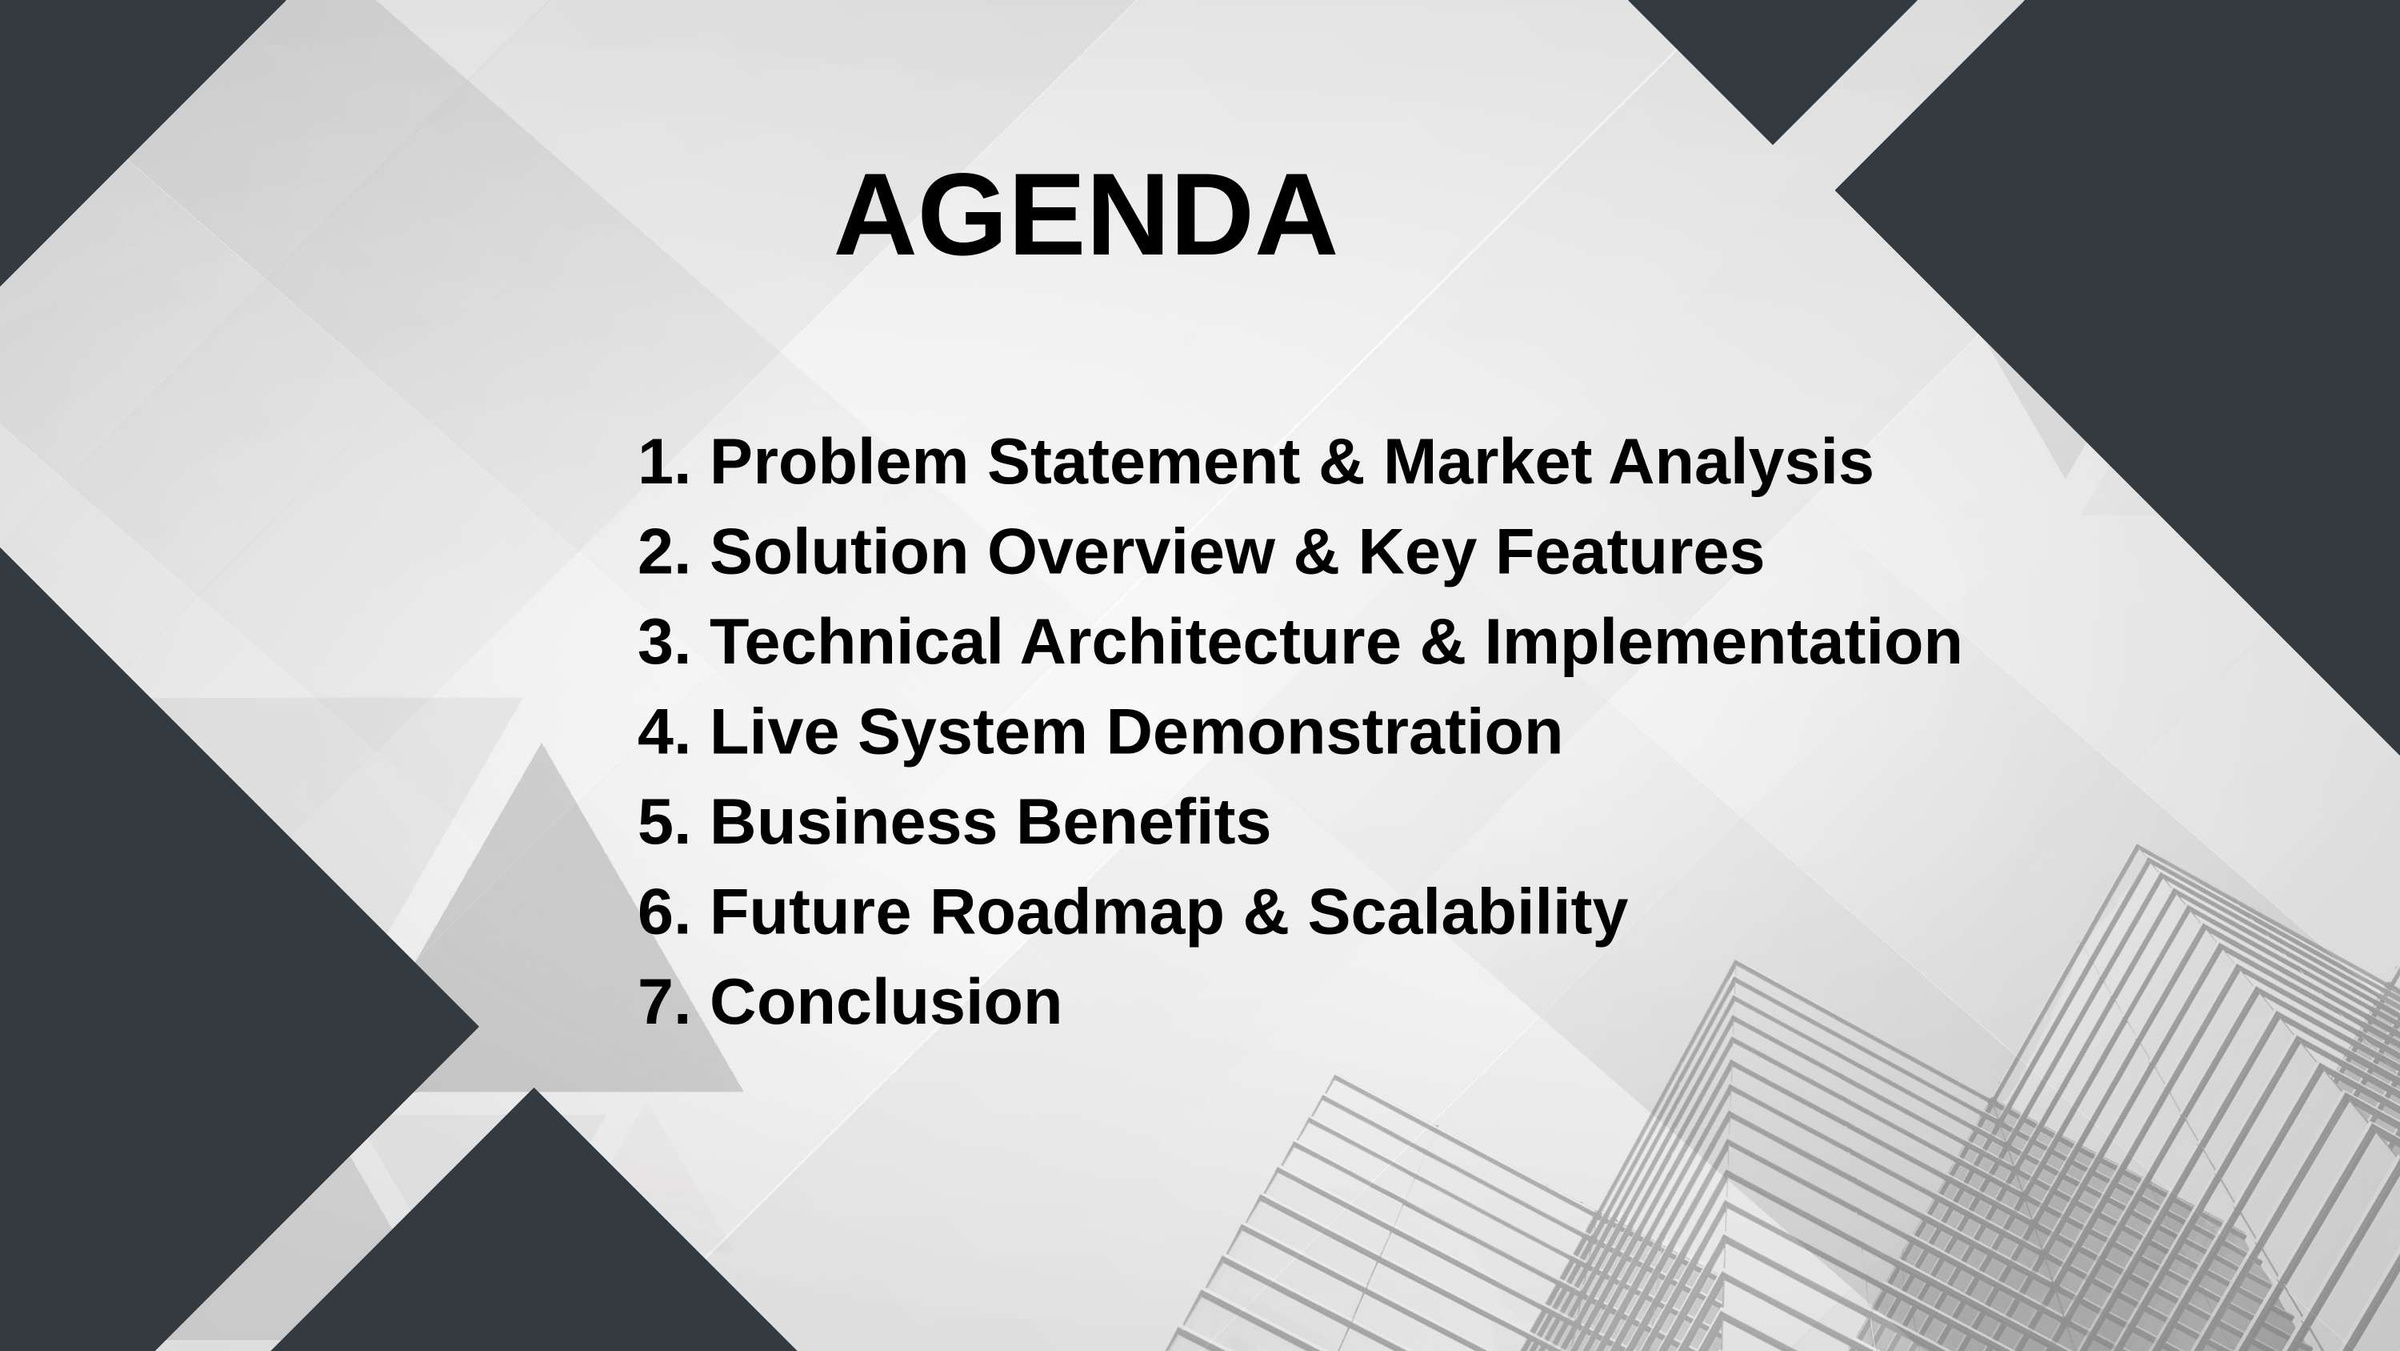 AGENDA
1. Problem Statement & Market Analysis
2. Solution Overview & Key Features
3. Technical Architecture & Implementation
4. Live System Demonstration
5. Business Benefits
6. Future Roadmap & Scalability
7. Conclusion